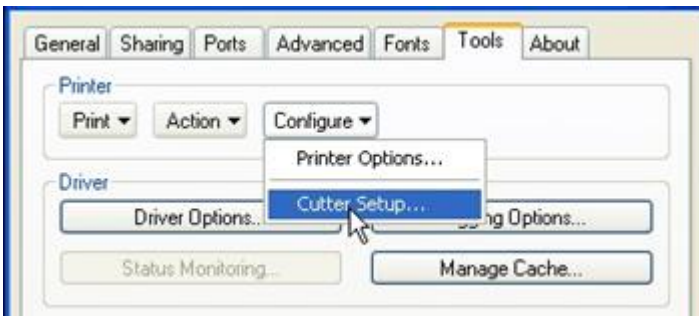 General Sharing Ports Advanced Fonts Tools About
Printer
Print Action Configure
Printer Options...
Driver
Cutter Setup...
Driver Options.. Options...
Status Monitoring... Manage Cache...